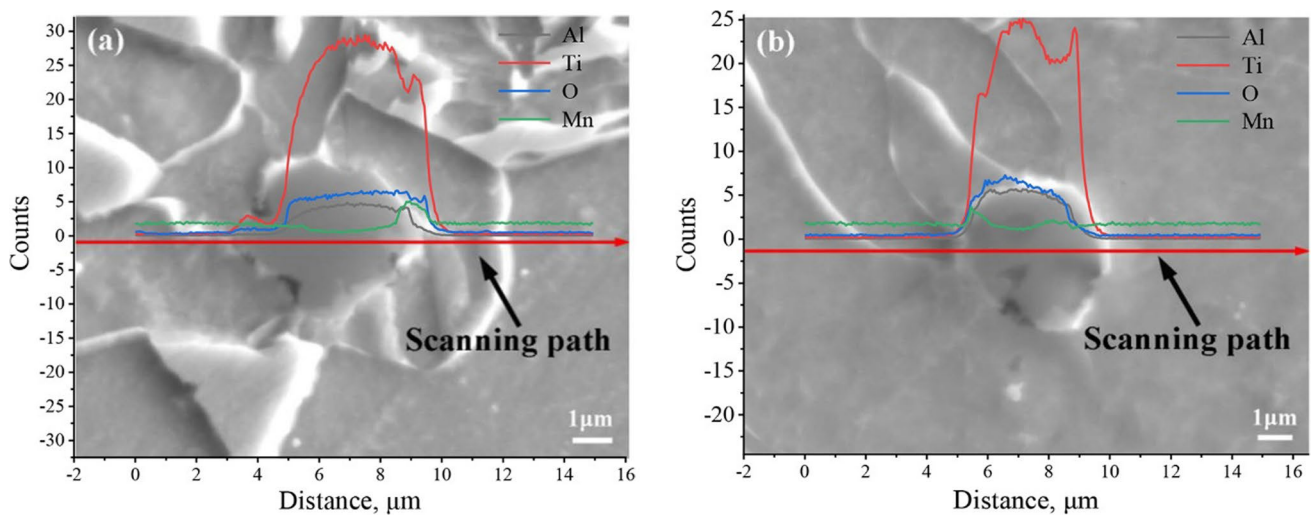 (a)
Al
Ti
O
Mn
30
25
20
15
10
5
0
-5
-10
-15
-20
-25
-30
Counts
Scanning path
1μm
-2 0 2 4 6 8 10 12 14 16
Distance, μm
(b)
Al
Ti
O
Mn
25
20
15
10
5
0
-5
-10
-15
-20
Counts
Scanning path
1μm
-2 0 2 4 6 8 10 12 14 16
Distance, μm